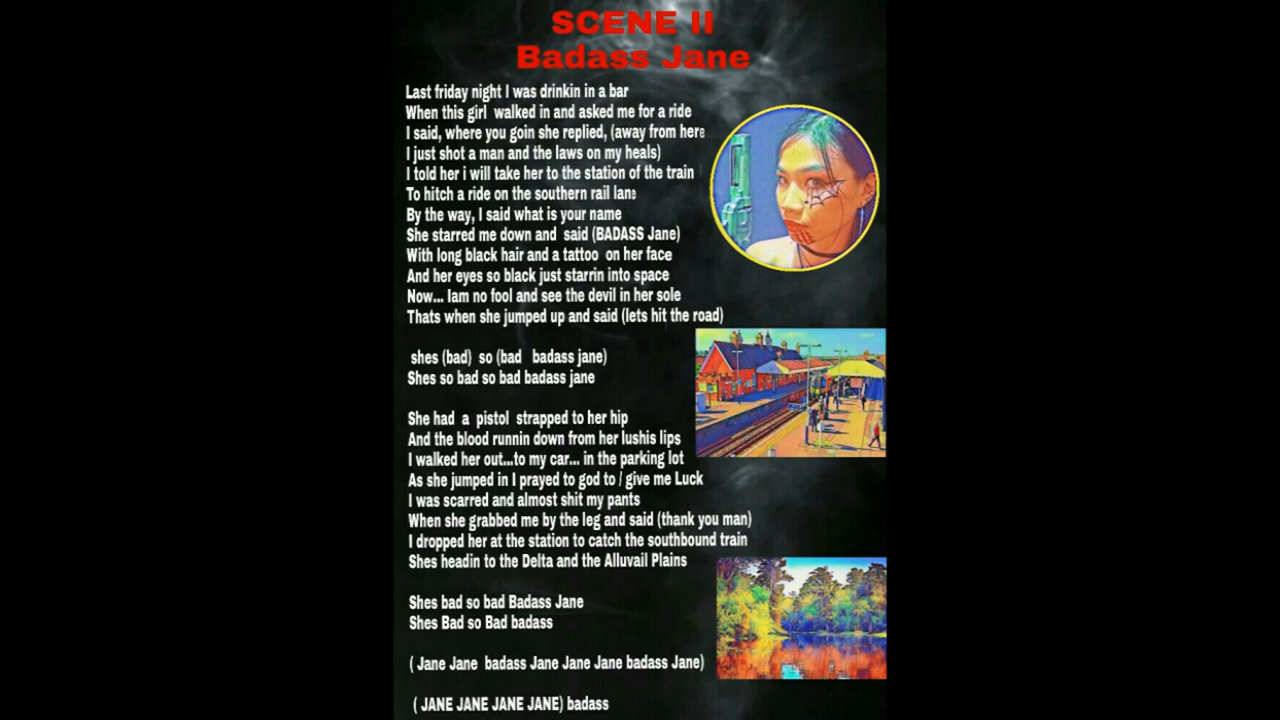 SCENE II
Badass Jane
Last friday night I was drinkin in a bar
When this girl walked in and asked me for a ride
I said, where you goin she replied, (away from here
I just shot a man and the laws on my heals)
I told her i will take her to the station of the train
To hitch a ride on the southern rail lane
By the way, I said what is your name
She starred me down and said (BADASS Jane)
With long black hair and a tattoo on her face
And her eyes so black just starrin into space
Now... Iam no fool and see the devil in her sole
Thats when she jumped up and said (lets hit the road)
shes (bad) so (bad badass jane)
Shes so bad so bad badass jane
She had a pistol strapped to her hip
And the blood runnin down from her lushis lips
I walked her out...to my car... in the parking lot
As she jumped in I prayed to god to / give me Luck
I was scarred and almost shit my pants
When she grabbed me by the leg and said (thank you man)
I dropped her at the station to catch the southbound train
Shes headin to the Delta and the Alluvail Plains
Shes bad so bad Badass Jane
Shes Bad so Bad badass
( Jane Jane badass Jane Jane Jane badass Jane)
( JANE JANE JANE JANE) badass